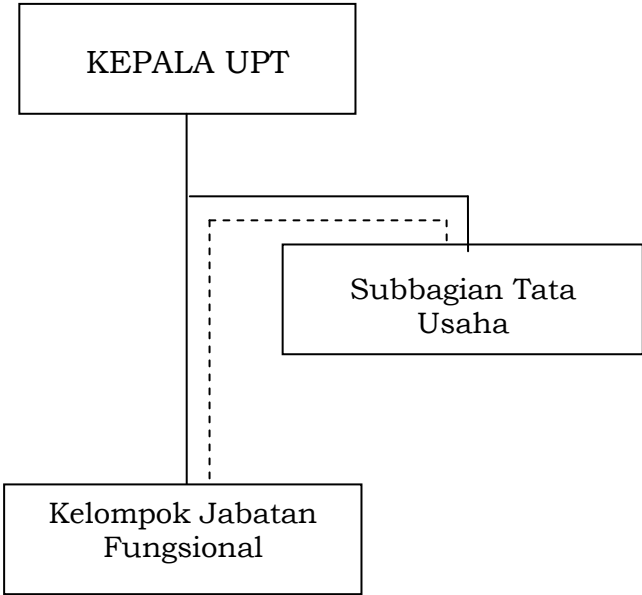 KEPALA UPT
Subbagian Tata
Usaha
Kelompok Jabatan
Fungsional